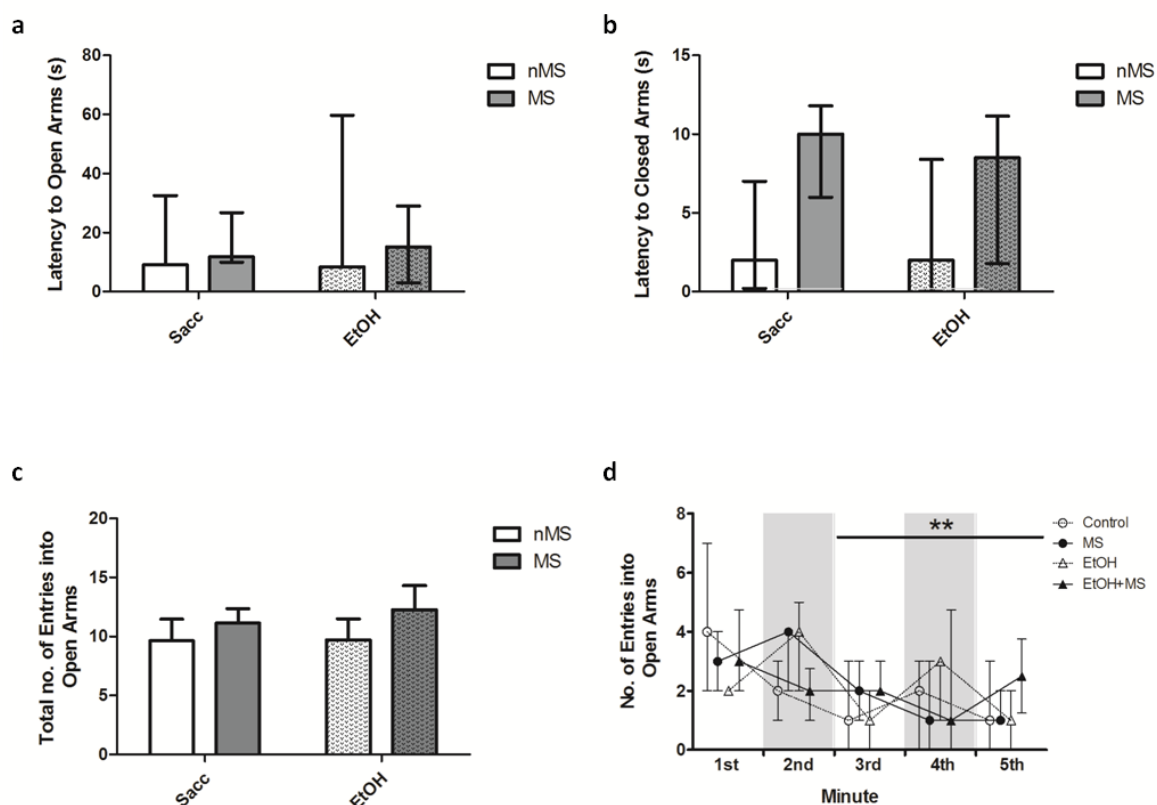 a
Latency to Open Arms (s)
80
60
40
20
0
Sacc
EtOH
nMS
MS
b
Latency to Closed Arms (s)
15
10
5
0
Sacc
EtOH
nMS
MS
c
Total no. of Entries into
Open Arms
20
15
10
5
0
Sacc
EtOH
nMS
MS
d
No. of Entries into
Open Arms
8
6
4
2
0
**
1st 2nd 3rd 4th 5th
Minute
Control
MS
EtOH
EtOH+MS